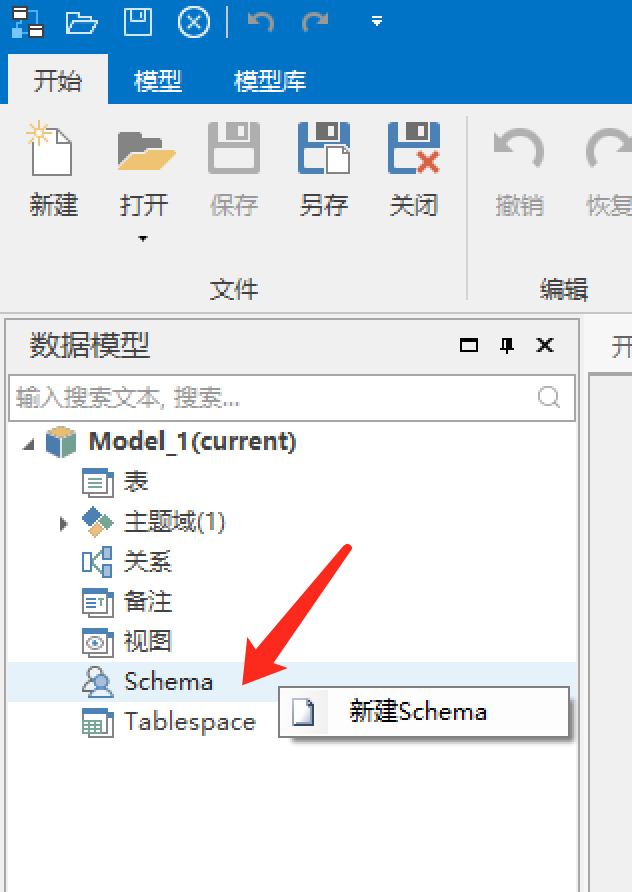 开始 模型 模型库
新建 打开 保存 另存 关闭 撤销 恢复
文件 编辑
数据模型 开
输入搜索文本, 搜索...
Model_1(current)
表
主题域(1)
关系
备注
视图
Schema
新建Schema
Tablespace